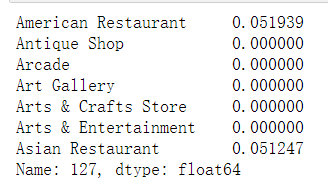 American Restaurant 0.051939
Antique Shop 0.000000
Arcade 0.000000
Art Gallery 0.000000
Arts & Crafts Store 0.000000
Arts & Entertainment 0.000000
Asian Restaurant 0.051247
Name: 127, dtype: float64